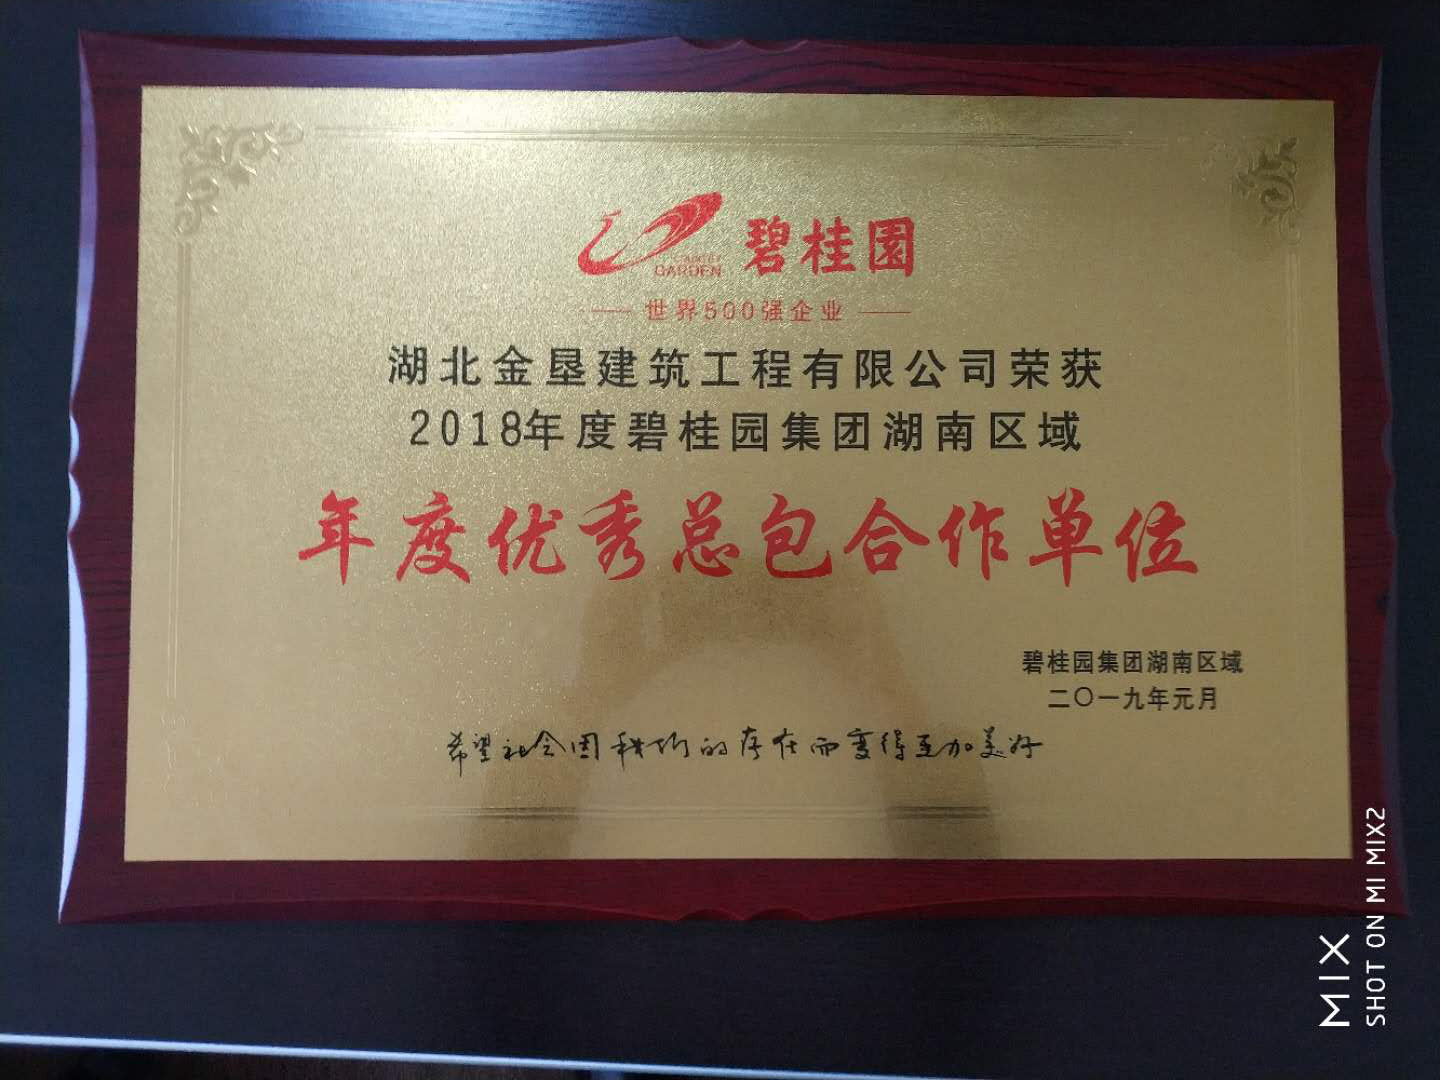 碧桂園
COUNTRY
GARDEN
世界500强企业
湖北金垦建筑工程有限公司荣获
2018年度碧桂园集团湖南区域
年度优秀总包合作单位
碧桂园集团湖南区域
二〇一九年元月
希望社会因我们的存在而变得更加美好
MIX
SHOT ON MI MIX2